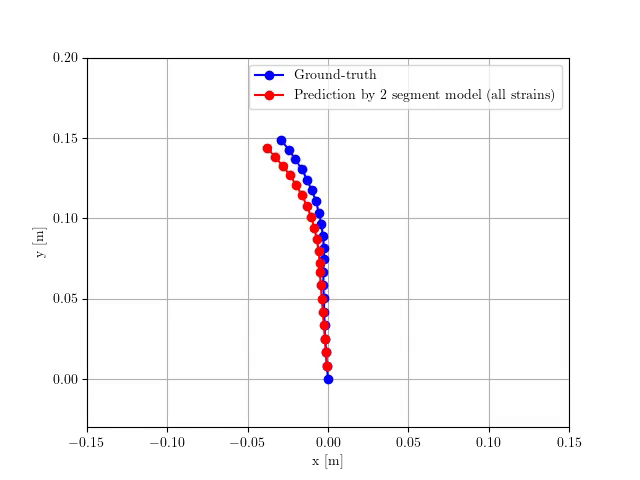 Ground-truth
Prediction by 2 segment model (all strains)
0.20
0.15
0.10
0.05
0.00
y [m]
−0.15 −0.10 −0.05 0.00 0.05 0.10 0.15
x [m]